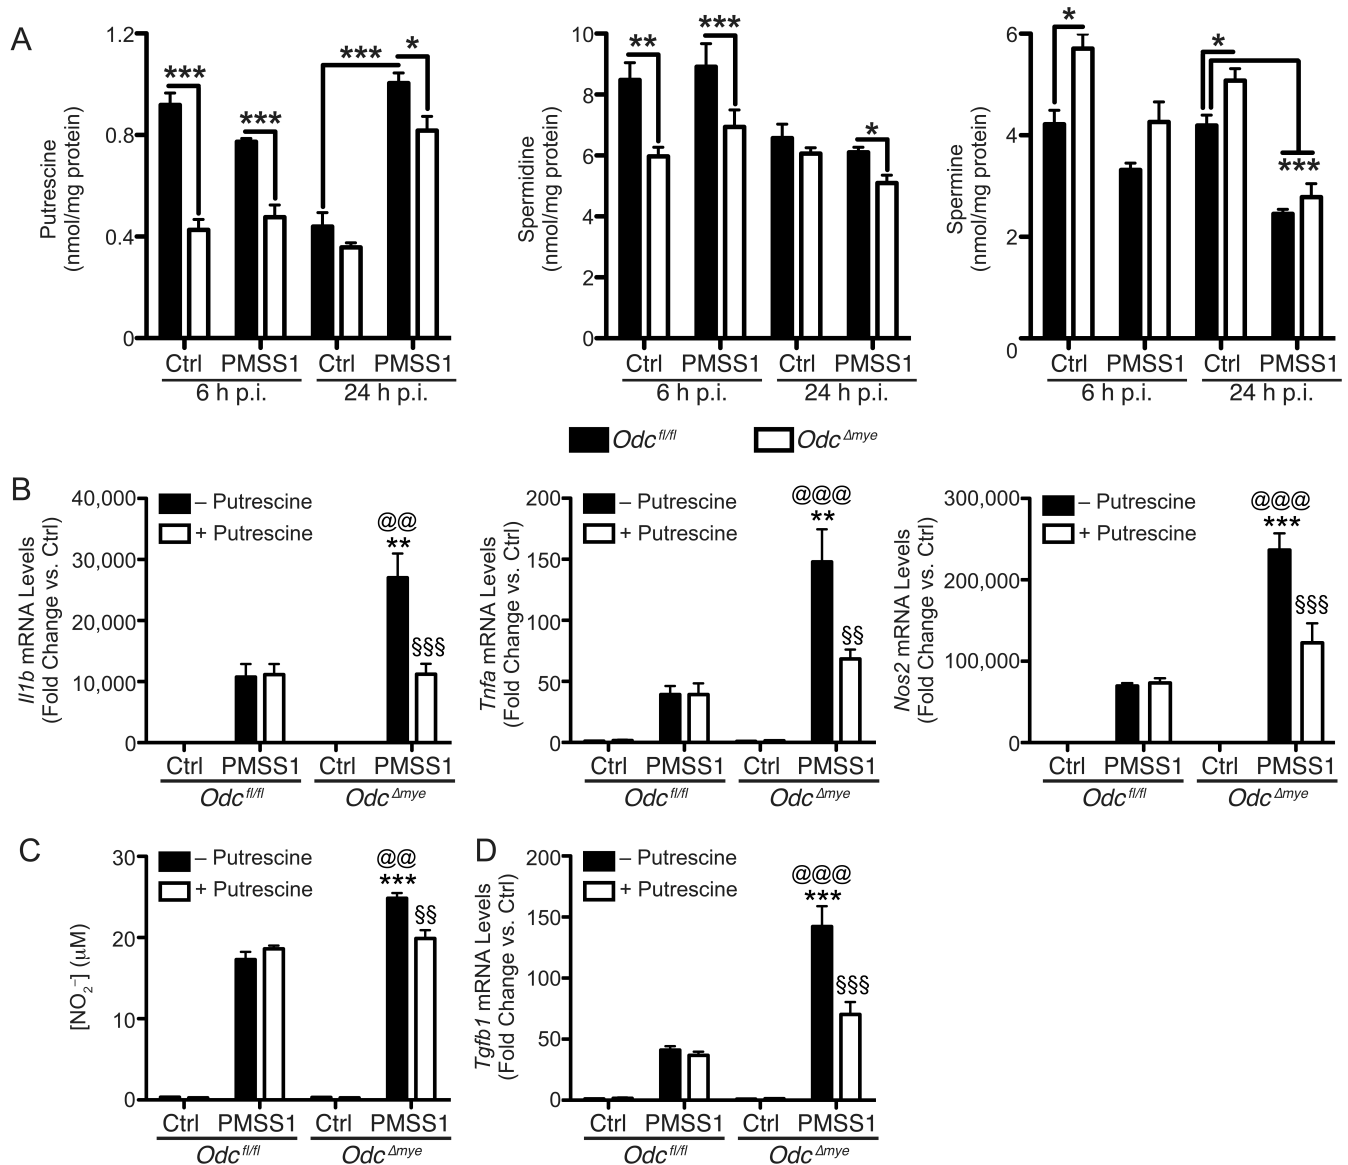 A
Putrescine
(nmol/mg protein)
1.2
0.8
0.4
0
***
***
***
*
Ctrl PMSS1 Ctrl PMSS1
6 h p.i. 24 h p.i.
Spermidine
(nmol/mg protein)
10
8
6
4
2
0
**
***
*
Ctrl PMSS1 Ctrl PMSS1
6 h p.i. 24 h p.i.
Spermine
(nmol/mg protein)
6
4
2
0
*
*
***
Ctrl PMSS1 Ctrl PMSS1
6 h p.i. 24 h p.i.
Odc fl/fl Odc Δmye
B
Il1b mRNA Levels
(Fold Change vs. Ctrl)
40,000
30,000
20,000
10,000
0
– Putrescine
+ Putrescine
@@
**
§§§
Ctrl PMSS1 Ctrl PMSS1
Odc fl/fl Odc Δmye
Tnfa mRNA Levels
(Fold Change vs. Ctrl)
200
150
100
50
0
– Putrescine
+ Putrescine
@@@
**
§§
Ctrl PMSS1 Ctrl PMSS1
Odc fl/fl Odc Δmye
Nos2 mRNA Levels
(Fold Change vs. Ctrl)
300,000
200,000
100,000
0
– Putrescine
+ Putrescine
@@@
***
§§§
Ctrl PMSS1 Ctrl PMSS1
Odc fl/fl Odc Δmye
C
[NO2−] (μM)
30
20
10
0
– Putrescine
+ Putrescine
@@
***
§§
Ctrl PMSS1 Ctrl PMSS1
Odc fl/fl Odc Δmye
D
Tgfb1 mRNA Levels
(Fold Change vs. Ctrl)
200
150
100
50
0
– Putrescine
+ Putrescine
@@@
***
§§§
Ctrl PMSS1 Ctrl PMSS1
Odc fl/fl Odc Δmye